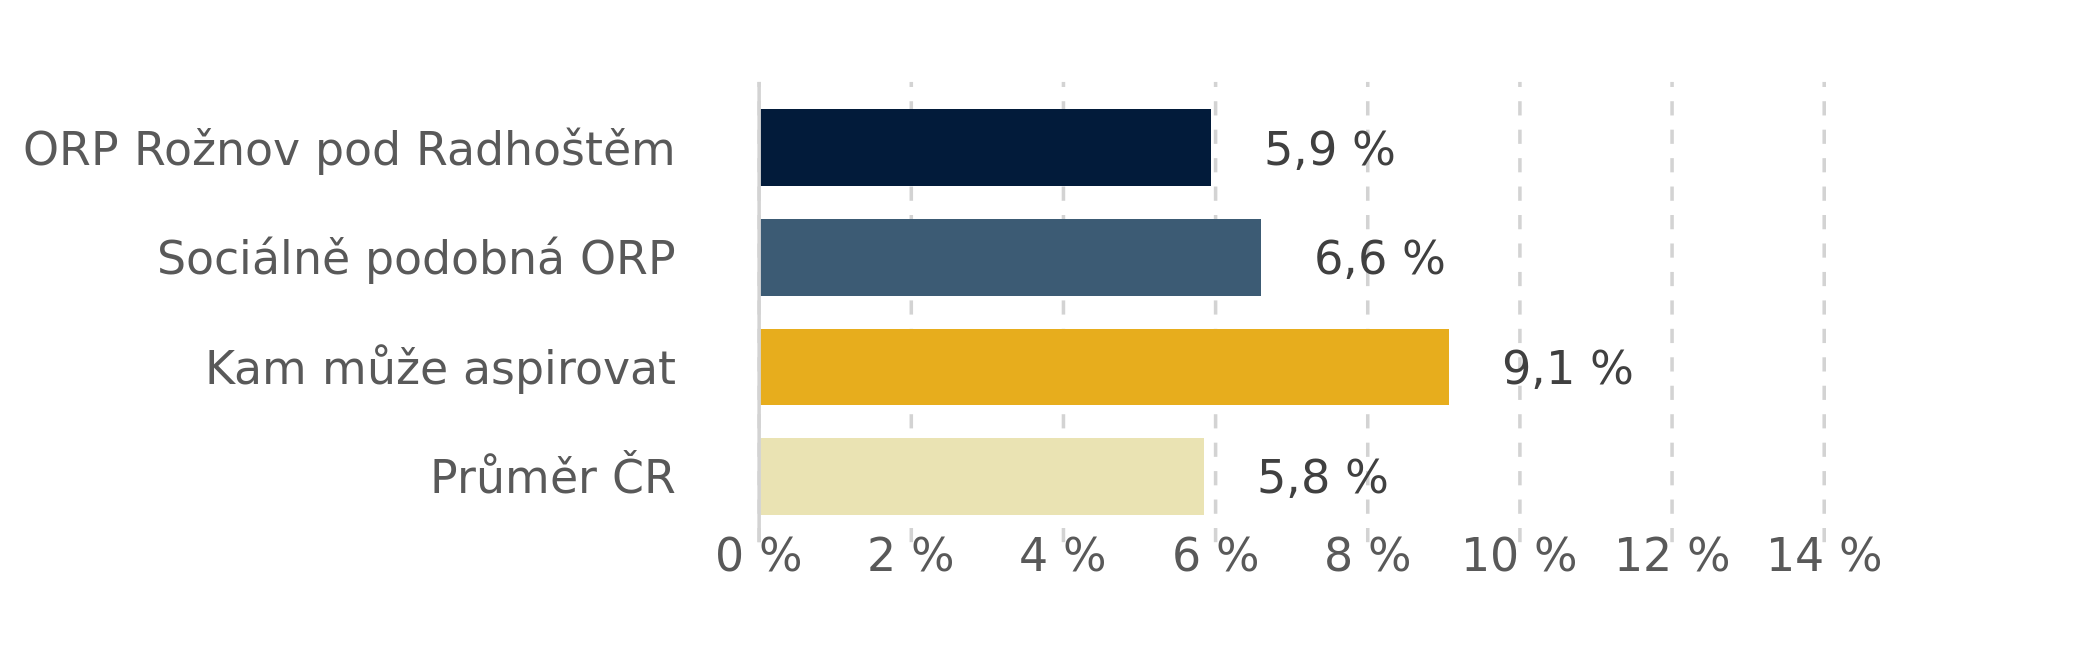 ORP Rožnov pod Radhoštěm 5,9 %
Sociálně podobná ORP 6,6 %
Kam může aspirovat 9,1 %
Průměr ČR 5,8 %
0 % 2 % 4 % 6 % 8 % 10 % 12 % 14 %